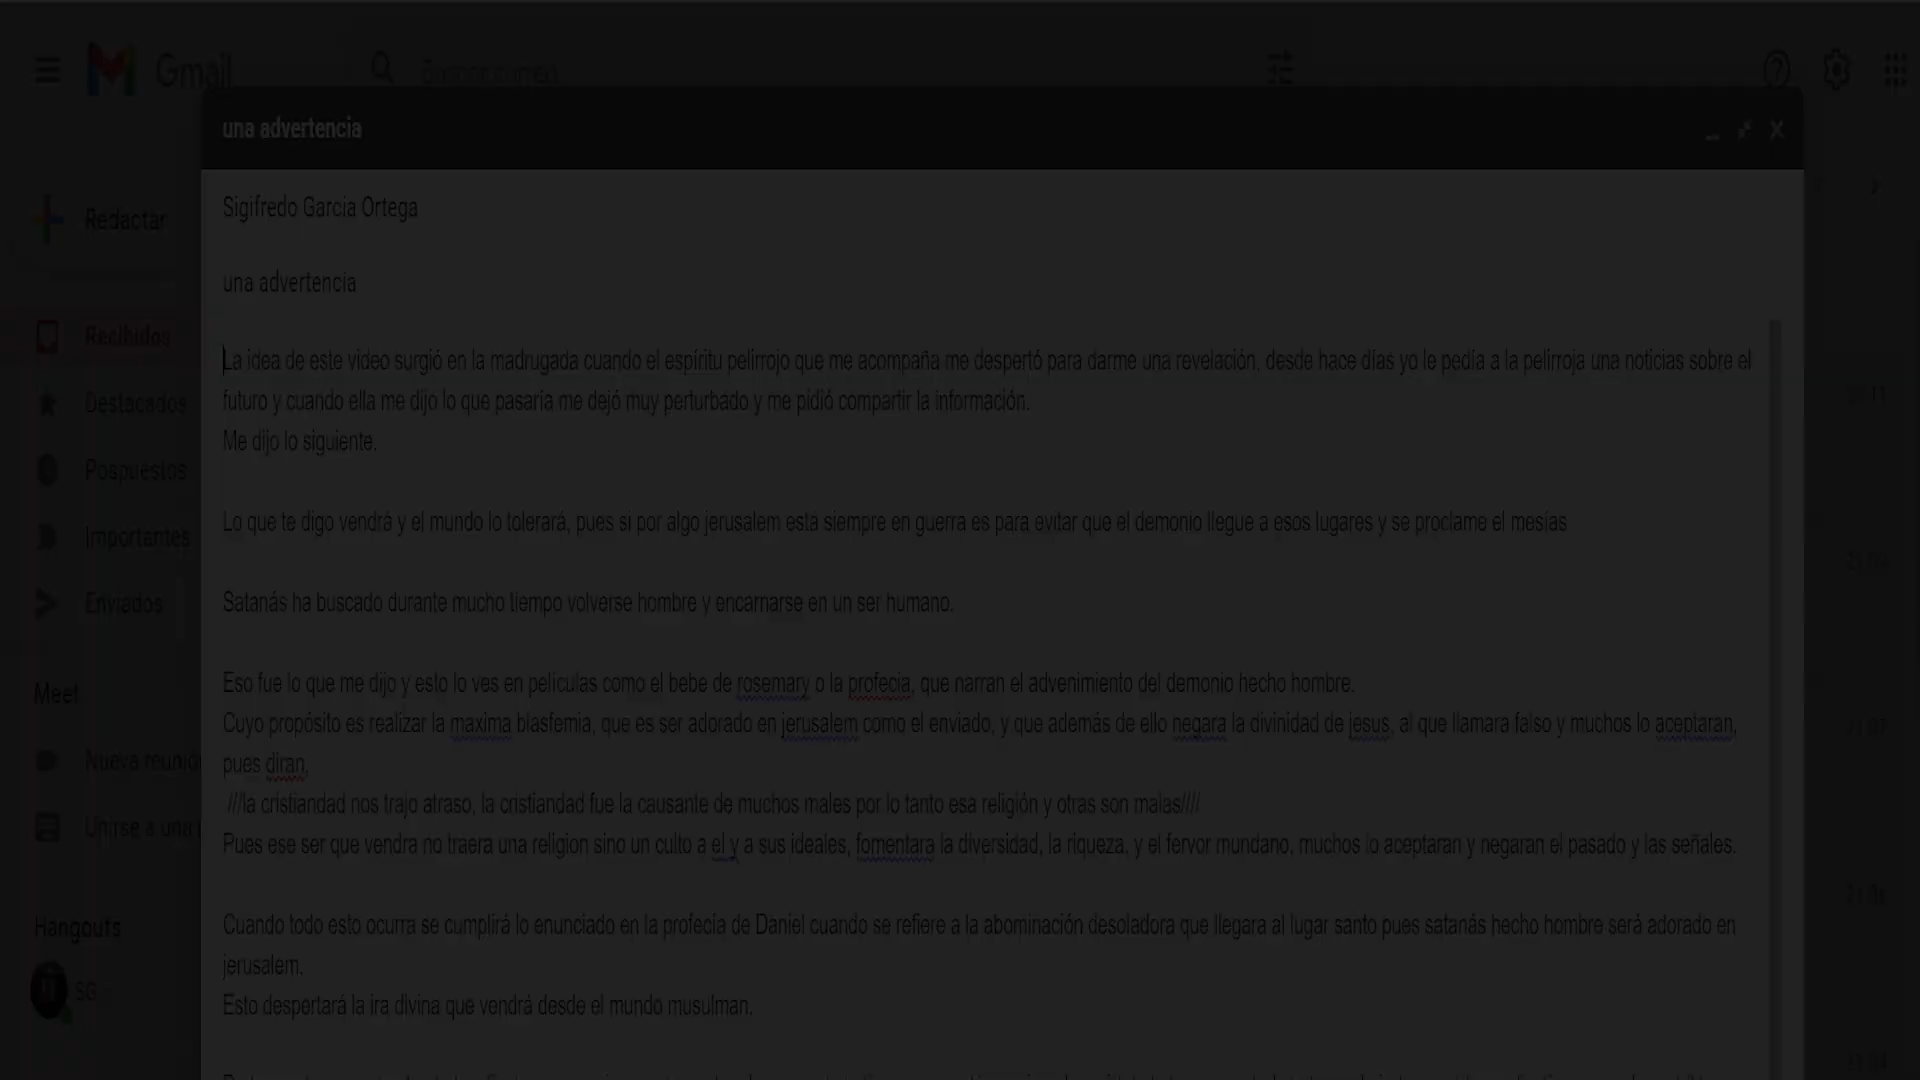 Gmail
Buscar correo
una advertencia
Redactar
Sigifredo Garcia Ortega
una advertencia
Recibidos
La idea de este video surgió en la madrugada cuando el espíritu pelirrojo que me acompaña me despertó para darme una revelación, desde hace días yo le pedía a la pelirroja una noticias sobre el
futuro y cuando ella me dijo lo que pasaría me dejó muy perturbado y me pidió compartir la información.
Me dijo lo siguiente.
Destacados
Pospuestos
Importantes
Enviados
Lo que te digo vendrá y el mundo lo tolerará, pues si por algo jerusalem está siempre en guerra es para evitar que el demonio llegue a esos lugares y se proclame el mesías
Satanás ha buscado durante mucho tiempo volverse hombre y encarnarse en un ser humano.
Eso fue lo que me dijo y esto lo ves en películas como el bebe de rosemary o la profecia, que narran el advenimiento del demonio hecho hombre.
Cuyo propósito es realizar la maxima blasfemia, que es ser adorado en jerusalem como el enviado, y que además de ello negara la divinidad de jesus, al que llamara falso y muchos lo aceptaran,
pues diran,
///la cristiandad nos trajo atraso, la cristiandad fue la causante de muchos males por lo tanto esa religión y otras son malas////
Pues ese ser que vendra no traera una religion sino un culto a el y a sus ideales, fomentara la diversidad, la riqueza, y el fervor mundano, muchos lo aceptaran y negaran el pasado y las señales.
Meet
Nueva reunió
Unirse a una
Cuando todo esto ocurra se cumplirá lo enunciado en la profecía de Daniel cuando se refiere a la abominación desoladora que llegara al lugar santo pues satanás hecho hombre será adorado en
jerusalem.
Esto despertará la ira divina que vendrá desde el mundo musulman.
Hangouts
SG